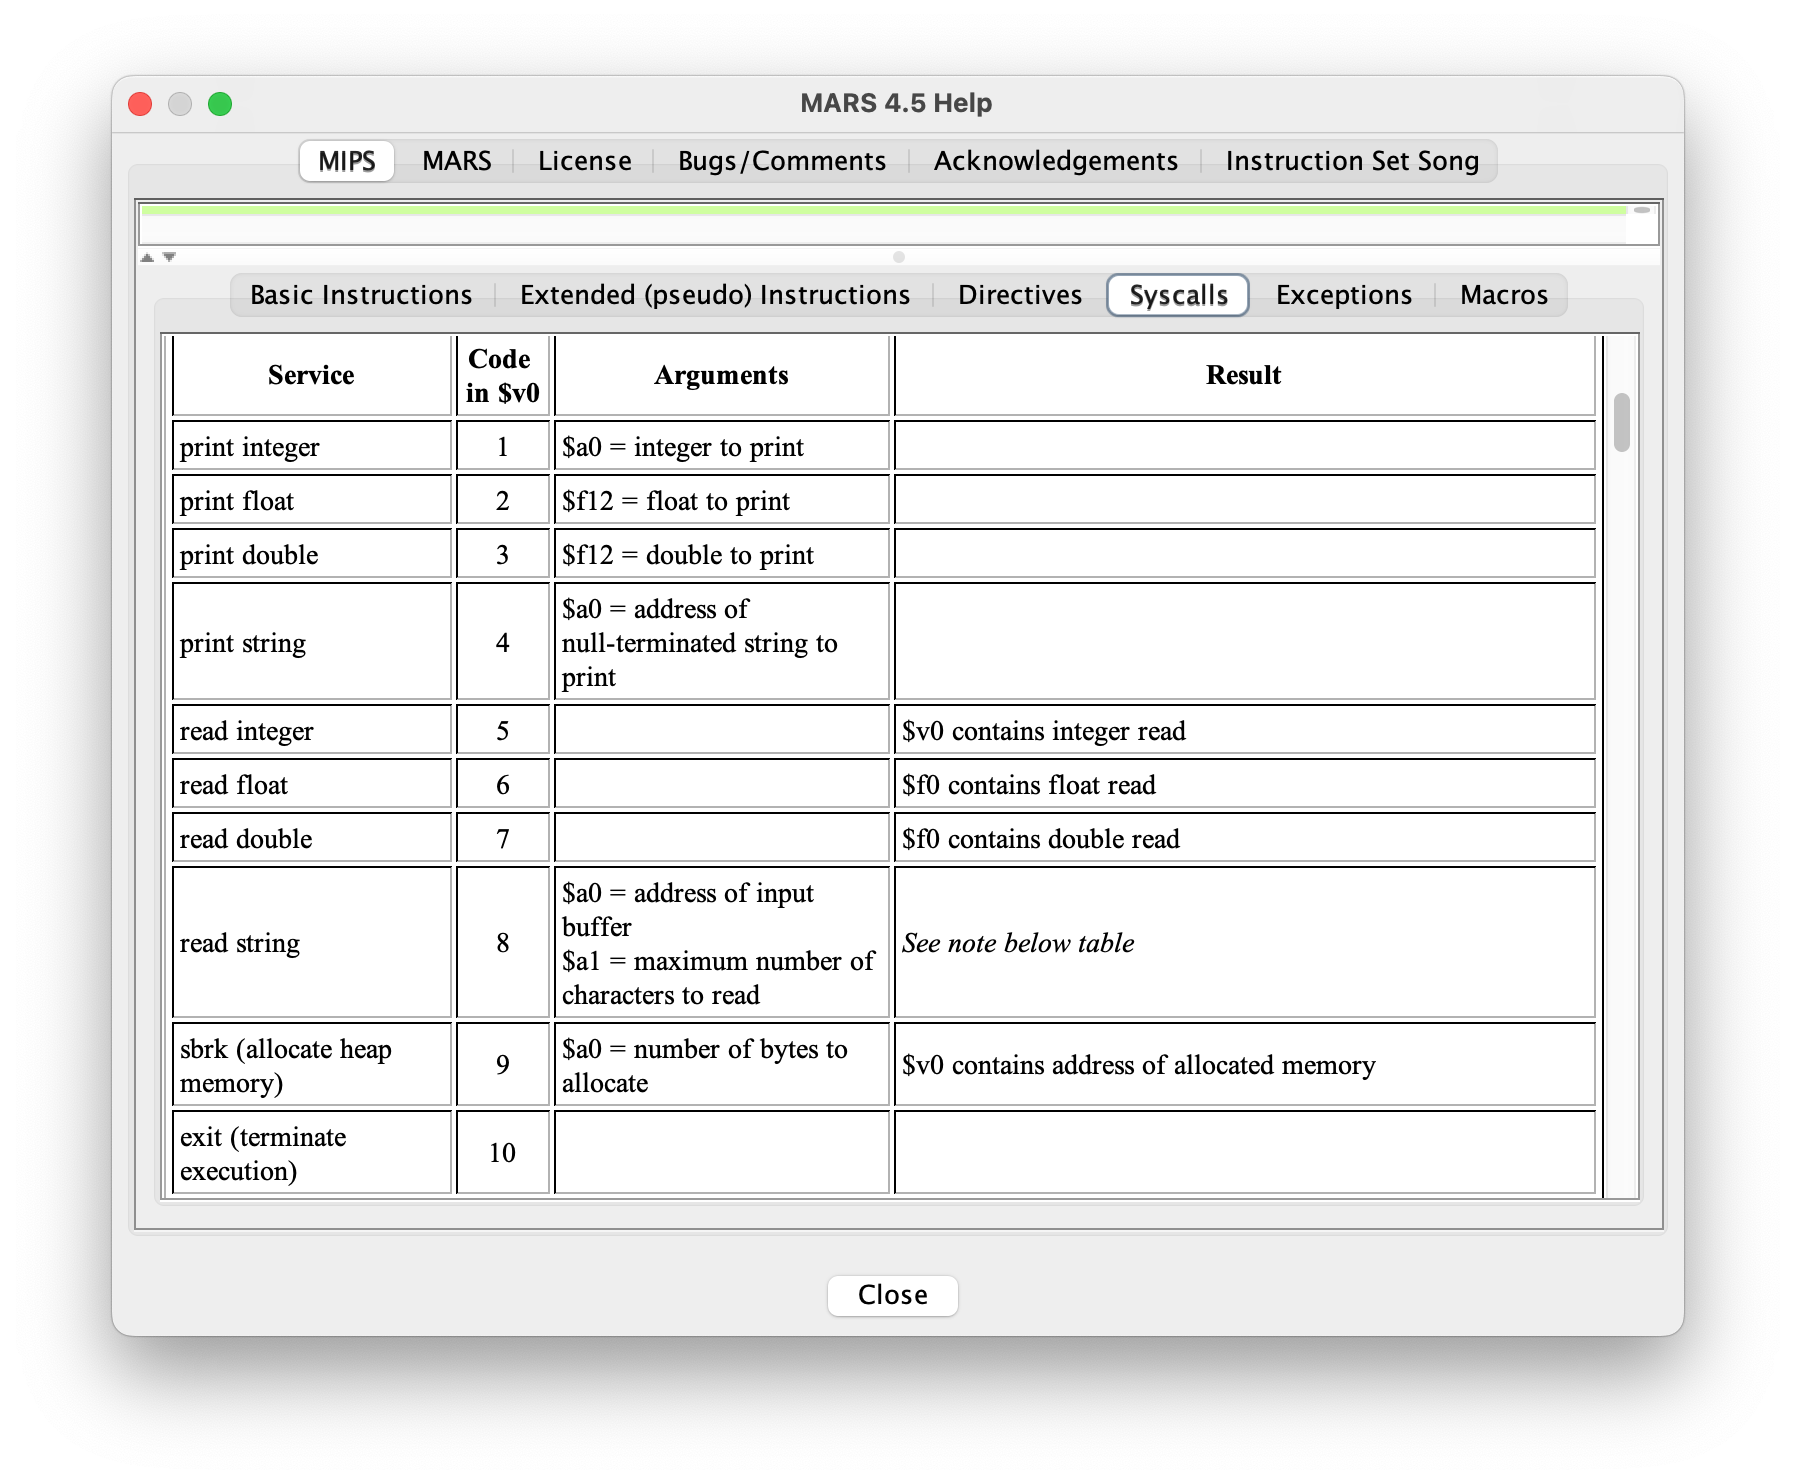 MARS 4.5 Help
MIPS MARS License Bugs/Comments Acknowledgements Instruction Set Song
Basic Instructions Extended (pseudo) Instructions Directives Syscalls Exceptions Macros
Service Code in $v0 Arguments Result
print integer 1 $a0 = integer to print
print float 2 $f12 = float to print
print double 3 $f12 = double to print
print string 4 $a0 = address of
null-terminated string to
print
read integer 5 $v0 contains integer read
read float 6 $f0 contains float read
read double 7 $f0 contains double read
read string 8 $a0 = address of input
buffer
$a1 = maximum number of
characters to read
See note below table
sbrk (allocate heap
memory)
9
$a0 = number of bytes to
allocate
$v0 contains address of allocated memory
exit (terminate
execution)
10
Close